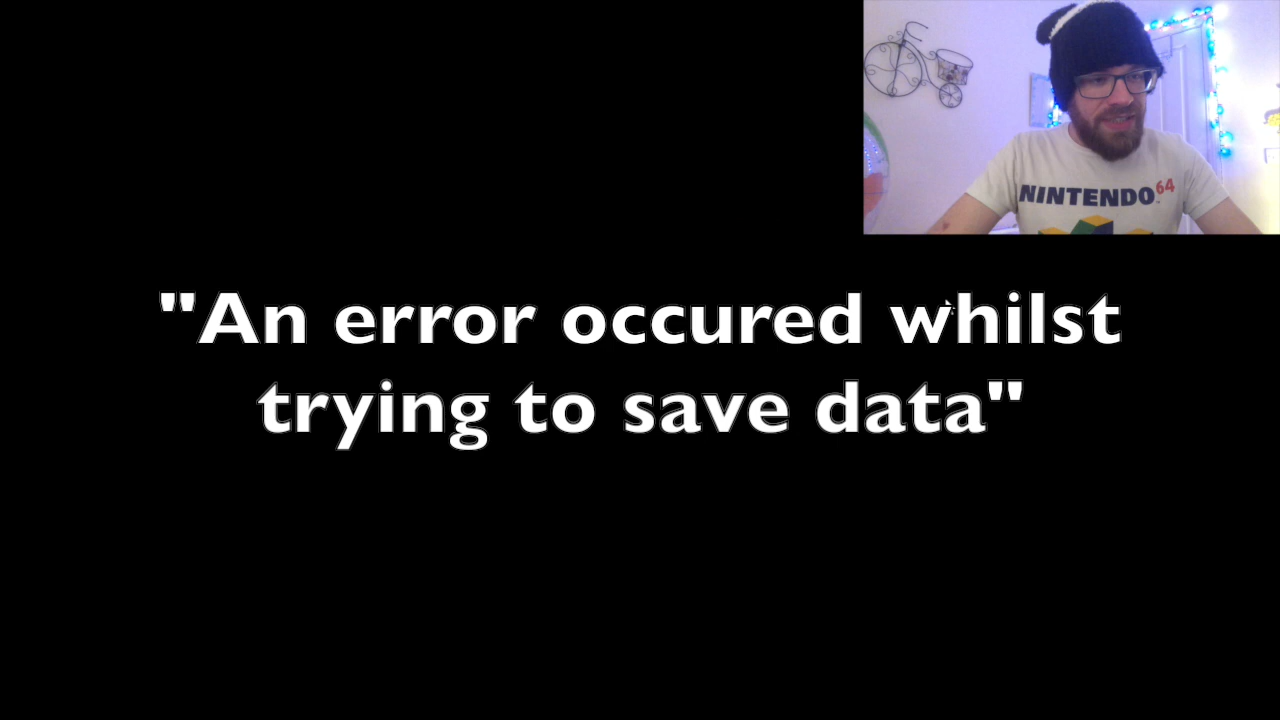 NINTENDO64
"An error occured whilst
trying to save data"